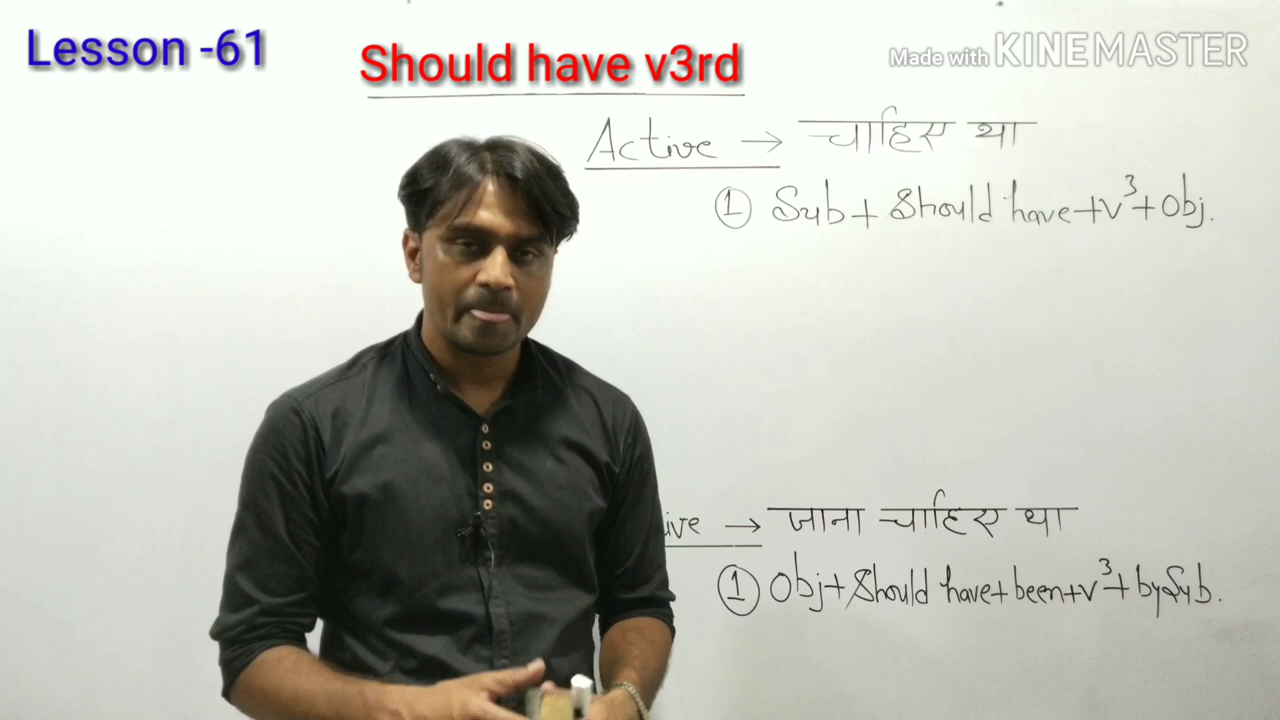 Lesson -61
Should have v3rd
Made with KINEMASTER
Active → चाहिए था
① Sub + Should have + V³ + Obj.
ive → जाना चाहिए था
① Obj + Should have + been + V³ + by Sub.